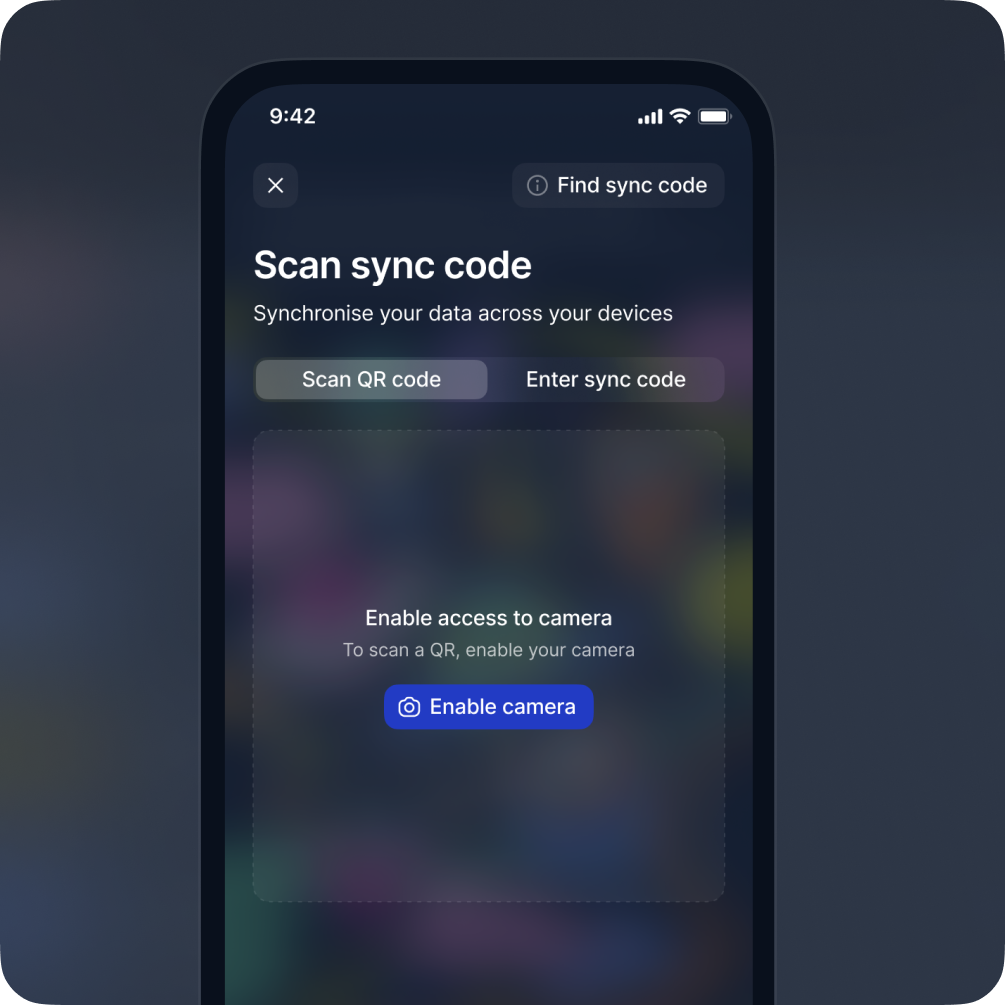 9:42
Find sync code
Scan sync code
Synchronise your data across your devices
Scan QR code
Enter sync code
Enable access to camera
To scan a QR, enable your camera
Enable camera